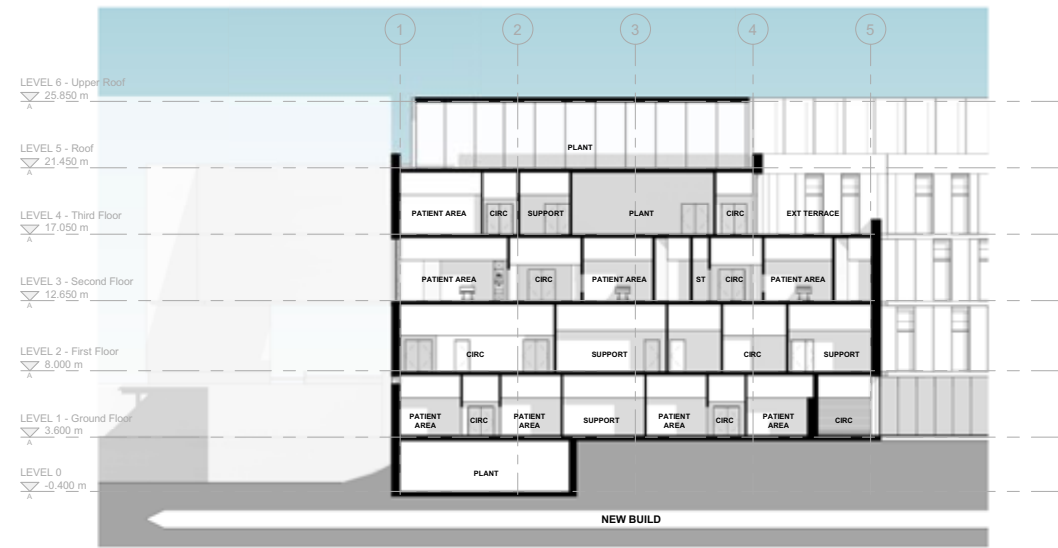 1 2 3 4 5
LEVEL 6 - Upper Roof
25.850 m
A
LEVEL 5 - Roof
21.450 m
A
PLANT
LEVEL 4 - Third Floor
17.050 m
A
PATIENT AREA CIRC SUPPORT PLANT CIRC EXT TERRACE
LEVEL 3 - Second Floor
12.650 m
A
PATIENT AREA CIRC PATIENT AREA ST CIRC PATIENT AREA
LEVEL 2 - First Floor
8.000 m
A
CIRC SUPPORT CIRC SUPPORT
LEVEL 1 - Ground Floor
3.600 m
A
PATIENT
AREA
CIRC
PATIENT
AREA
SUPPORT
PATIENT
AREA
CIRC
PATIENT
AREA
CIRC
LEVEL 0
-0.400 m
A
PLANT
NEW BUILD